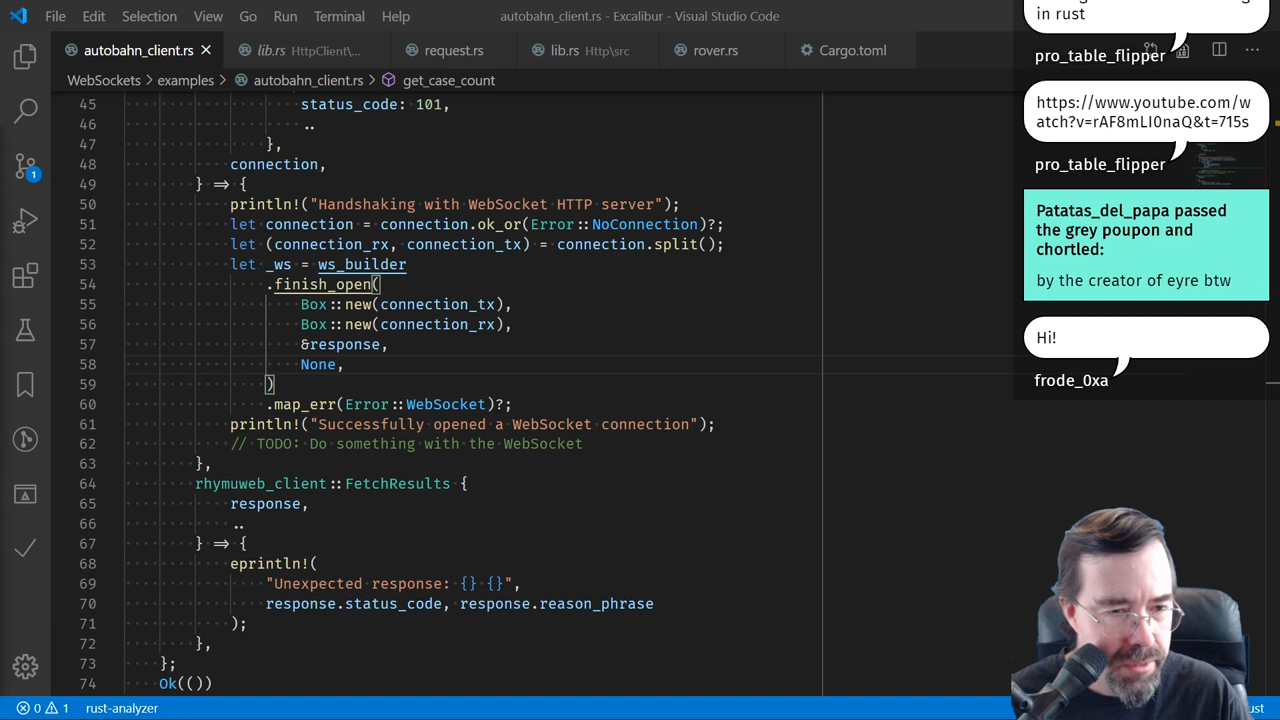 File Edit Selection View Go Run Terminal Help autobahn_client.rs - Excalibur - Visual Studio Code
autobahn_client.rs × lib.rs HttpClient\... request.rs lib.rs Http\src rover.rs Cargo.toml
WebSockets > examples > autobahn_client.rs > get_case_count
45 status_code: 101,
46 ..
47 },
48 connection,
49 } => {
50 println!("Handshaking with WebSocket HTTP server");
51 let connection = connection.ok_or(Error::NoConnection)?;
52 let (connection_rx, connection_tx) = connection.split();
53 let _ws = ws_builder
54 .finish_open(
55 Box::new(connection_tx),
56 Box::new(connection_rx),
57 &response,
58 None,
59 )
60 .map_err(Error::WebSocket)?;
61 println!("Successfully opened a WebSocket connection");
62 // TODO: Do something with the WebSocket
63 },
64 rhymuweb_client::FetchResults {
65 response,
66 ..
67 } => {
68 eprintln!(
69 "Unexpected response: {} {}",
70 response.status_code, response.reason_phrase
71 );
72 },
73 };
74 Ok(())
1
0 1 rust-analyzer
in rust
pro_table_flipper
https://www.youtube.com/w
atch?v=rAF8mLI0naQ&t=715s
pro_table_flipper
Patatas_del_papa passed
the grey poupon and
chortled:
by the creator of eyre btw
Hi!
frode_0xa